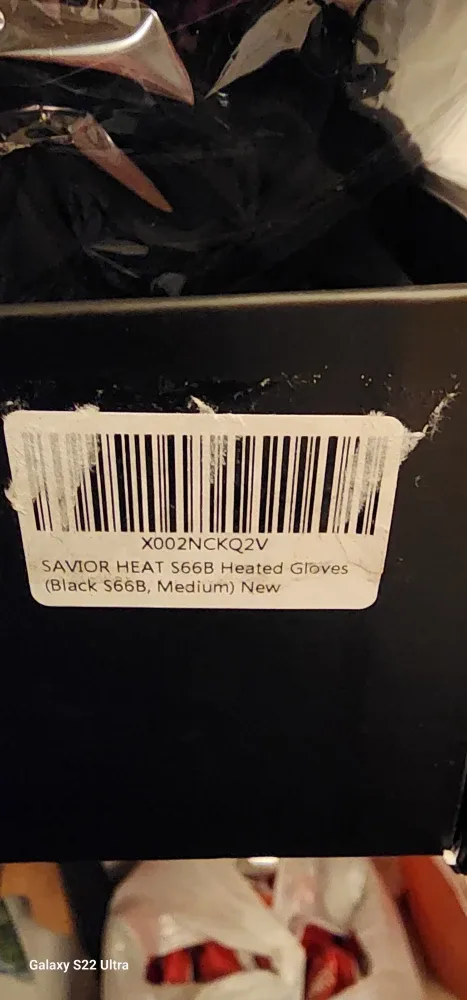 X002NCKQ2V
SAVIOR HEAT S66B Heated Gloves
(Black S66B, Medium) New
Galaxy S22 Ultra